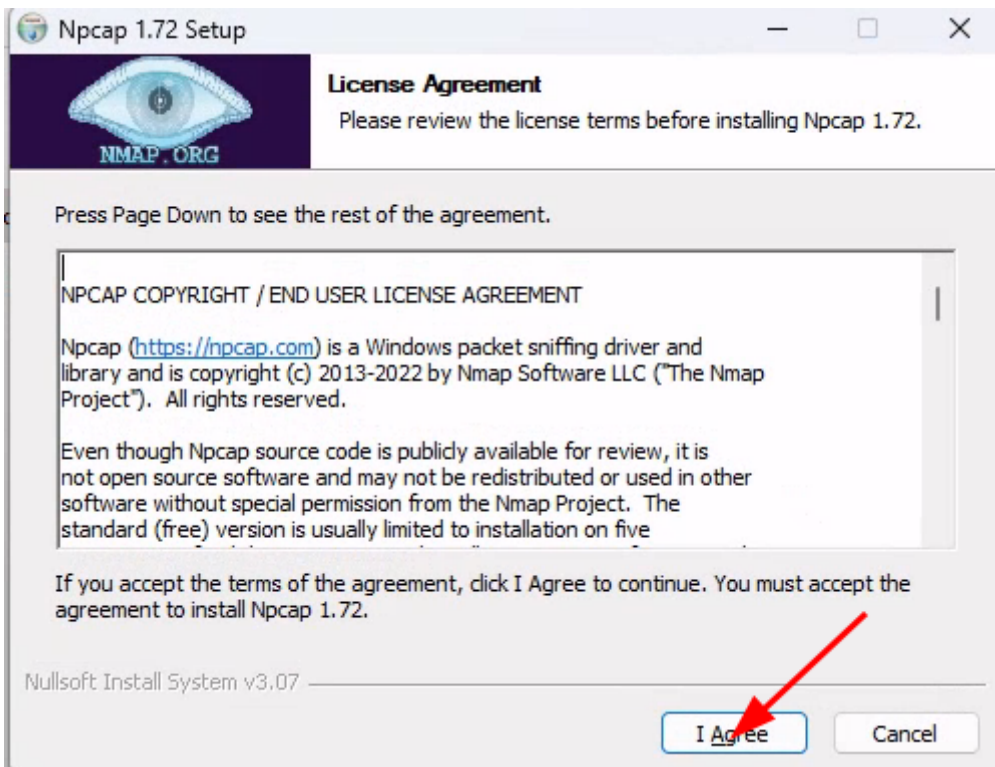 Npcap 1.72 Setup
NMAP.ORG
License Agreement
Please review the license terms before installing Npcap 1.72.
Press Page Down to see the rest of the agreement.
NPCAP COPYRIGHT / END USER LICENSE AGREEMENT
Npcap (https://npcap.com) is a Windows packet sniffing driver and
library and is copyright (c) 2013-2022 by Nmap Software LLC ("The Nmap
Project").  All rights reserved.
Even though Npcap source code is publicly available for review, it is
not open source software and may not be redistributed or used in other
software without special permission from the Nmap Project.  The
standard (free) version is usually limited to installation on five
If you accept the terms of the agreement, click I Agree to continue. You must accept the
agreement to install Npcap 1.72.
Nullsoft Install System v3.07
I Agree
Cancel